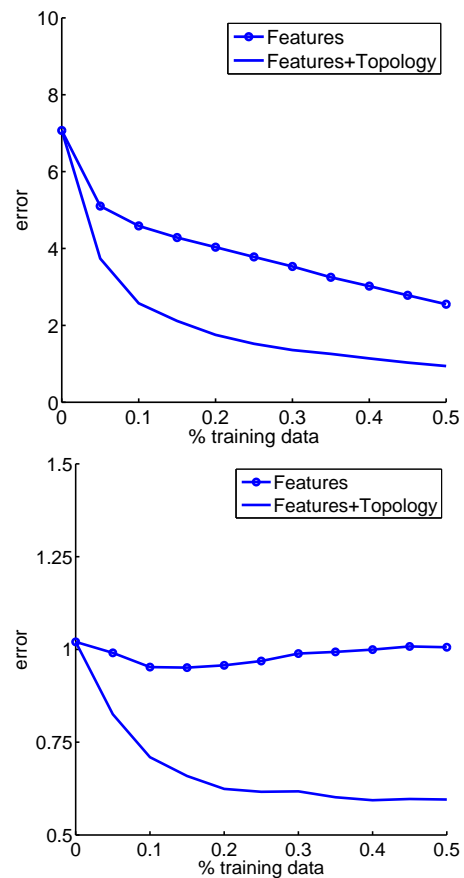 10
8
6
4
2
0
error
Features
Features+Topology
0 0.1 0.2 0.3 0.4 0.5
% training data
1.5
1.25
1
0.75
0.5
error
Features
Features+Topology
0 0.1 0.2 0.3 0.4 0.5
% training data